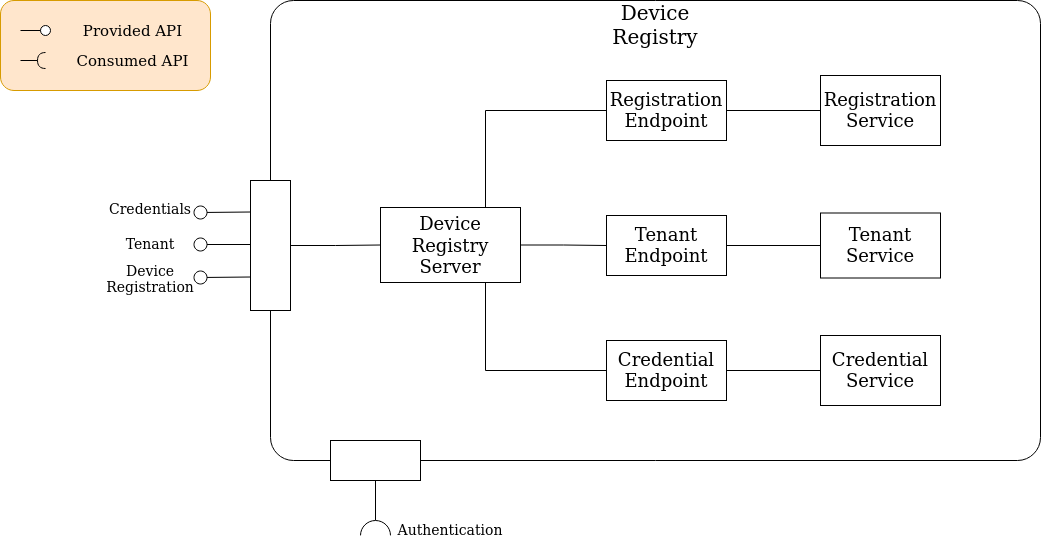 Provided API
Consumed API
Device
Registry
Registration
Endpoint
Registration
Service
Credentials
Tenant
Device
Registration
Device
Registry
Server
Tenant
Endpoint
Tenant
Service
Credential
Endpoint
Credential
Service
Authentication